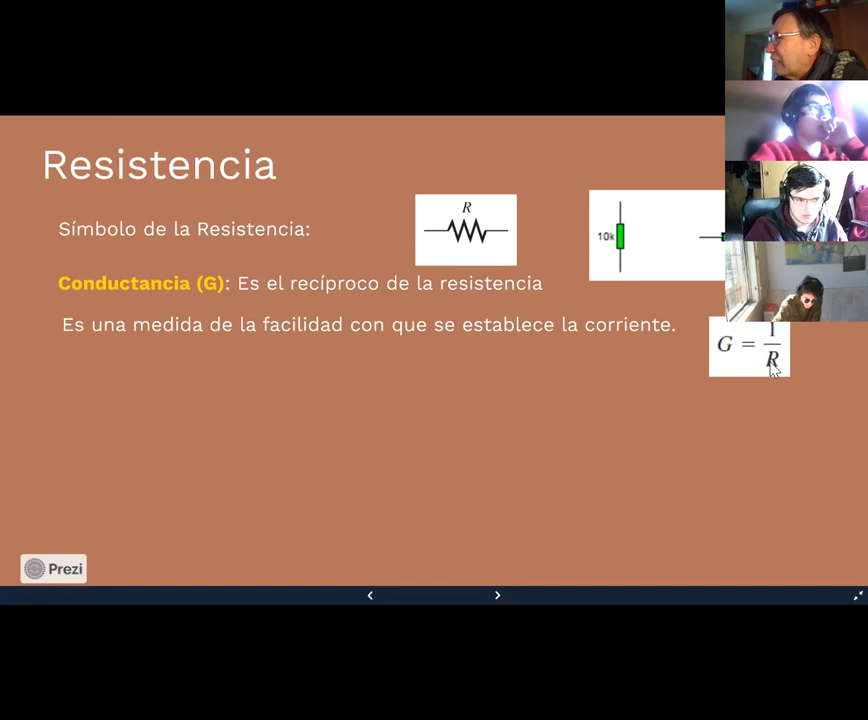 Resistencia
Símbolo de la Resistencia:
R
10k
Conductancia (G): Es el recíproco de la resistencia
Es una medida de la facilidad con que se establece la corriente.
G = 1/R
Prezi